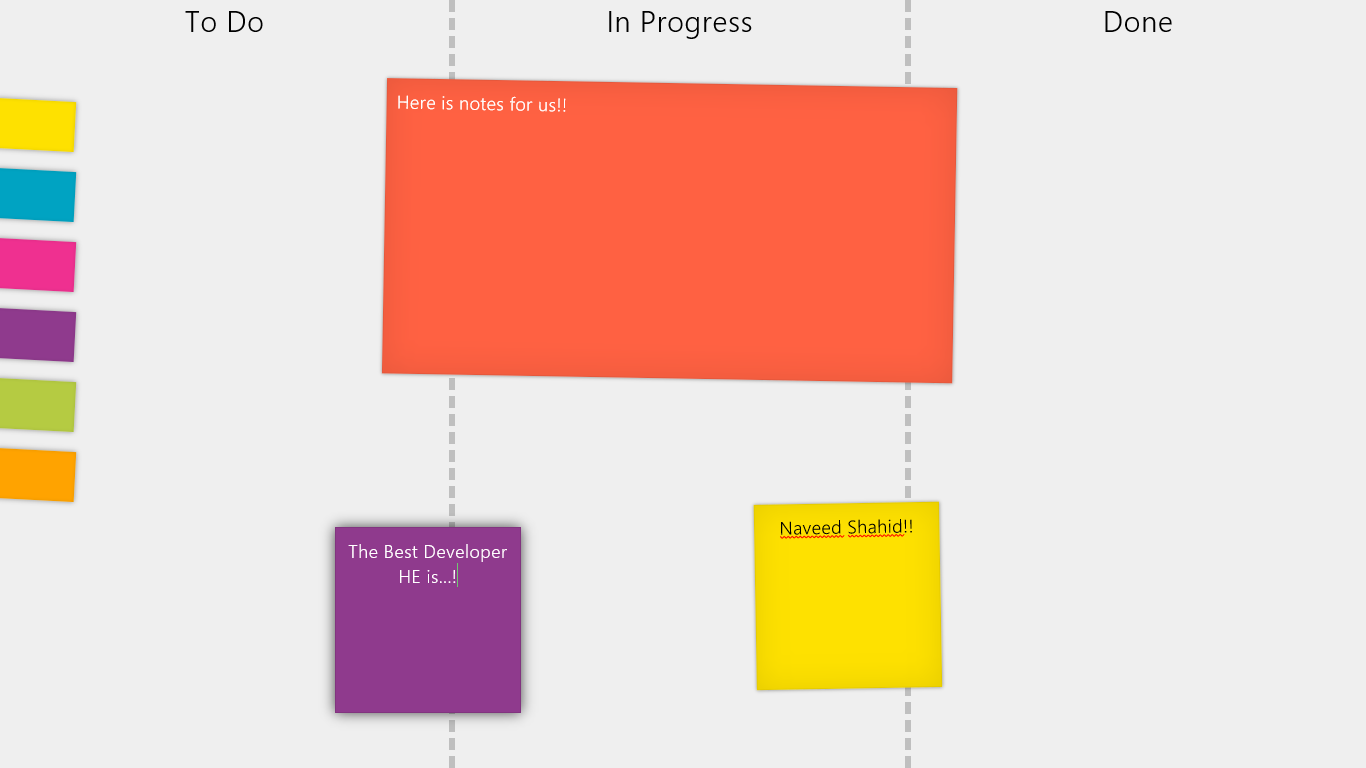 To Do
In Progress
Done
Here is notes for us!!
The Best Developer
HE is...!
Naveed Shahid!!